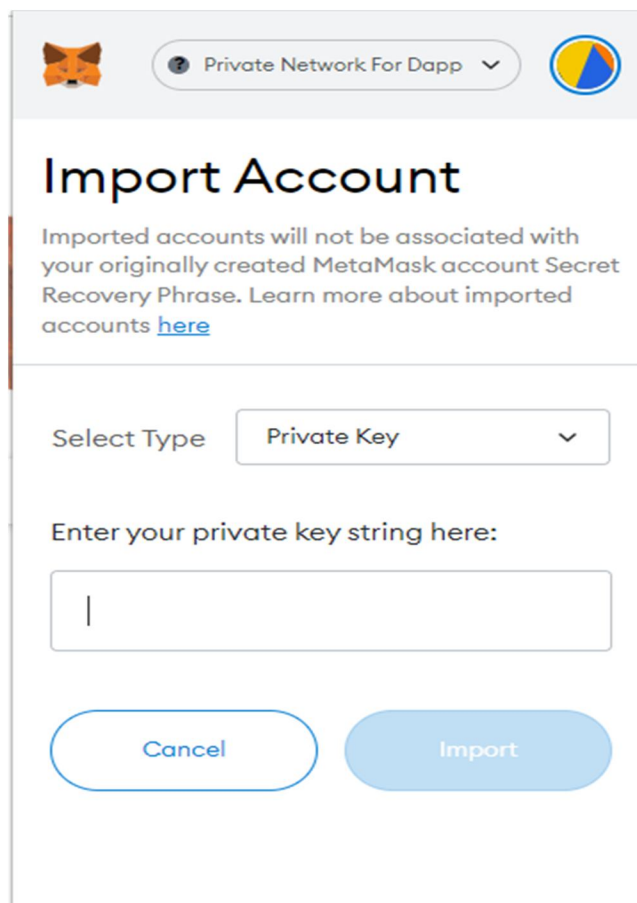 Private Network For Dapp
Import Account
Imported accounts will not be associated with
your originally created MetaMask account Secret
Recovery Phrase. Learn more about imported
accounts here
Select Type Private Key
Enter your private key string here:
Cancel Import